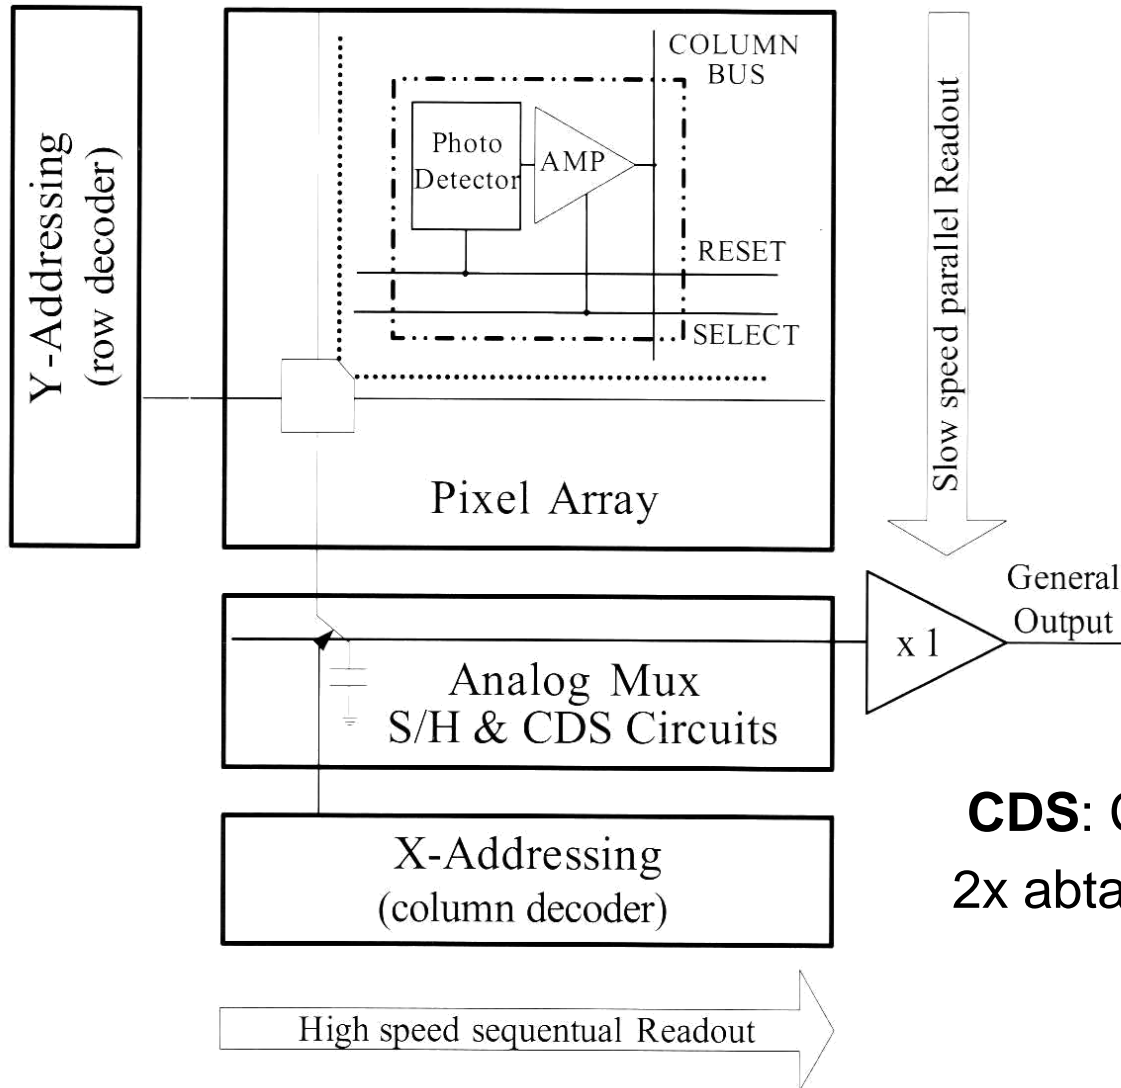 Y-Addressing
(row decoder)
COLUMN
BUS
Photo
Detector
AMP
RESET
SELECT
Pixel Array
Slow speed parallel Readout
General
Output
x 1
Analog Mux
S/H & CDS Circuits
X-Addressing
(column decoder)
CDS:
2x
High speed sequentual Readout